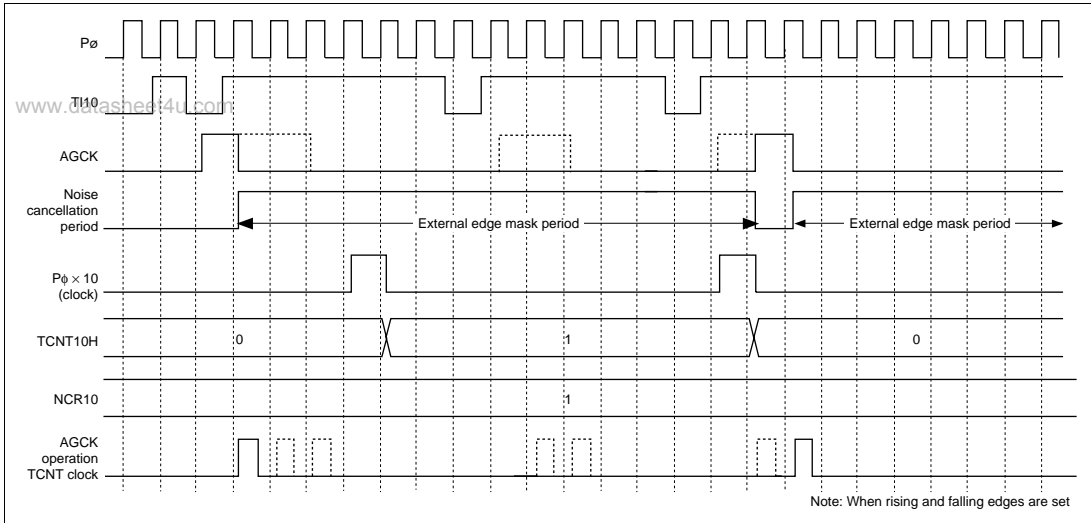 Pø
TI10
www.datasheet4u.com
AGCK
Noise
cancellation
period
External edge mask period
External edge mask period
Pφ × 10
(clock)
TCNT10H
0
1
0
NCR10
1
AGCK
operation
TCNT clock
Note: When rising and falling edges are set